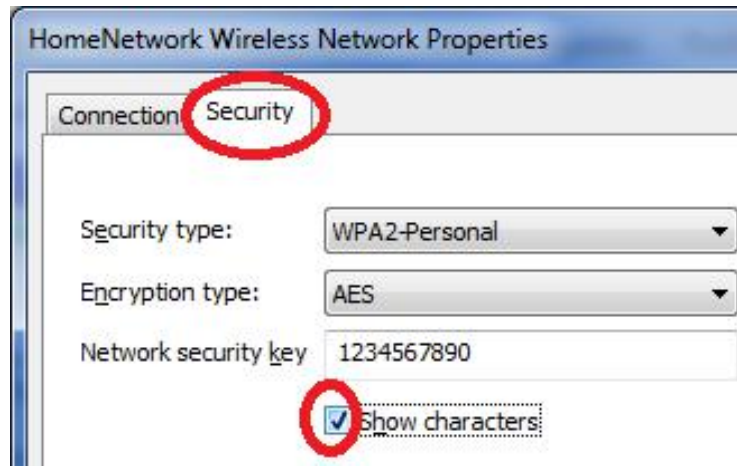 HomeNetwork Wireless Network Properties
Connection Security
Security type: WPA2-Personal
Encryption type: AES
Network security key 1234567890
Show characters